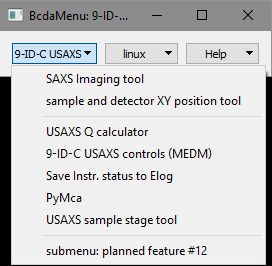 BcdaMenu: 9-ID-...
9-ID-C USAXS linux Help
SAXS Imaging tool
sample and detector XY position tool
USAXS Q calculator
9-ID-C USAXS controls (MEDM)
Save Instr. status to Elog
PyMca
USAXS sample stage tool
submenu: planned feature #12